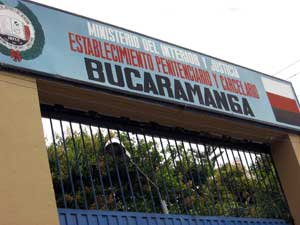 MINISTERIO DEL INTERIOR Y JUSTICIA
ESTABLECIMIENTO PENITENCIARIO Y CARCELARIO
BUCARAMANGA